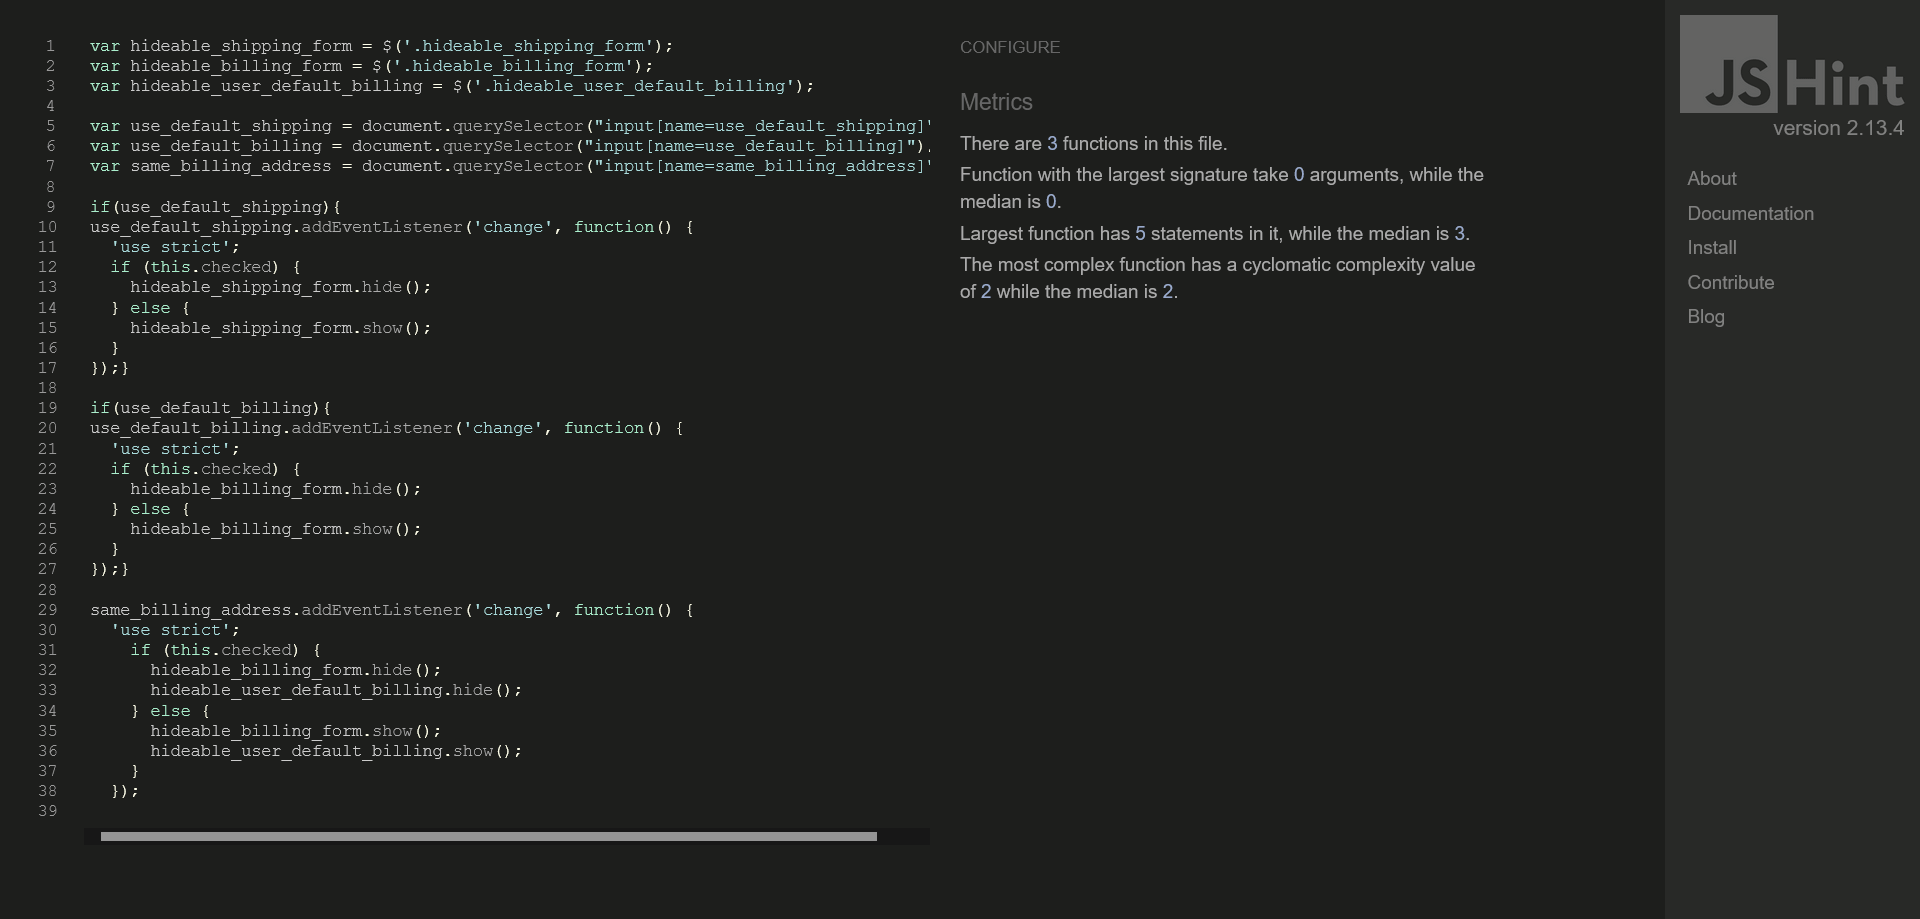 1 var hideable_shipping_form = $('.hideable_shipping_form');
2 var hideable_billing_form = $('.hideable_billing_form');
3 var hideable_user_default_billing = $('.hideable_user_default_billing');
4
5 var use_default_shipping = document.querySelector("input[name=use_default_shipping]"
6 var use_default_billing = document.querySelector("input[name=use_default_billing]").
7 var same_billing_address = document.querySelector("input[name=same_billing_address]"
8
9 if(use_default_shipping){
10 use_default_shipping.addEventListener('change', function() {
11   'use strict';
12   if (this.checked) {
13     hideable_shipping_form.hide();
14   } else {
15     hideable_shipping_form.show();
16   }
17 });}
18
19 if(use_default_billing){
20 use_default_billing.addEventListener('change', function() {
21   'use strict';
22   if (this.checked) {
23     hideable_billing_form.hide();
24   } else {
25     hideable_billing_form.show();
26   }
27 });}
28
29 same_billing_address.addEventListener('change', function() {
30   'use strict';
31     if (this.checked) {
32       hideable_billing_form.hide();
33       hideable_user_default_billing.hide();
34     } else {
35       hideable_billing_form.show();
36       hideable_user_default_billing.show();
37     }
38   });
39
CONFIGURE
Metrics
There are 3 functions in this file.
Function with the largest signature take 0 arguments, while the
median is 0.
Largest function has 5 statements in it, while the median is 3.
The most complex function has a cyclomatic complexity value
of 2 while the median is 2.
JSHint
version 2.13.4
About
Documentation
Install
Contribute
Blog